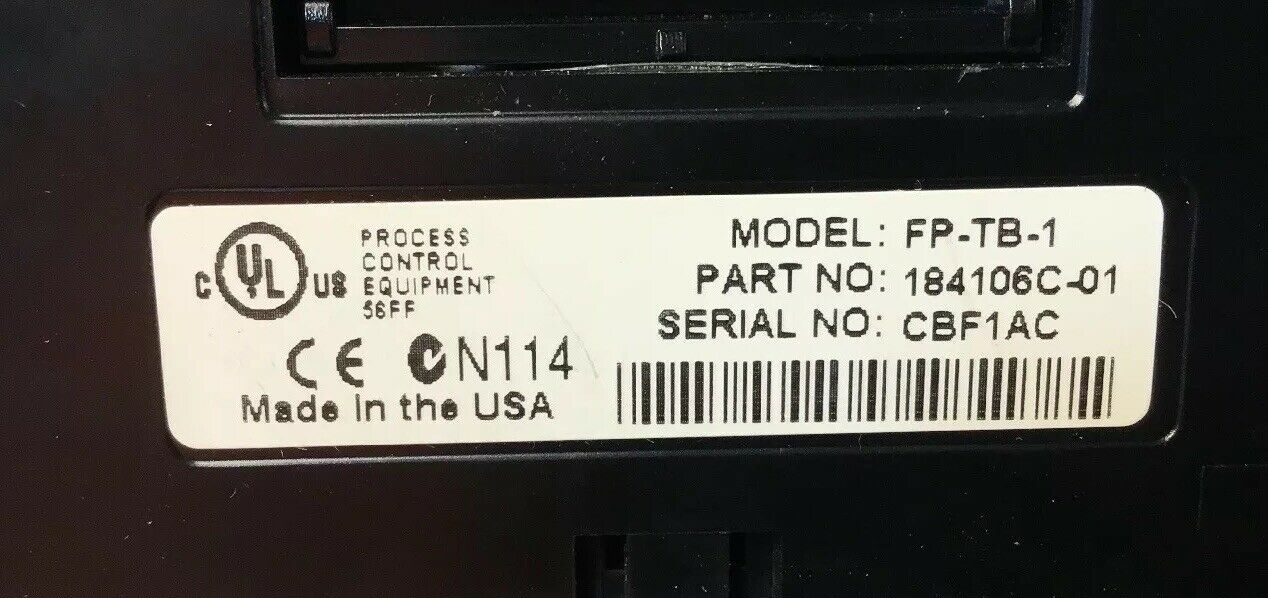 C UL US
PROCESS
CONTROL
EQUIPMENT
56FF
CE N114
Made in the USA
MODEL: FP-TB-1
PART NO: 184106C-01
SERIAL NO: CBF1AC